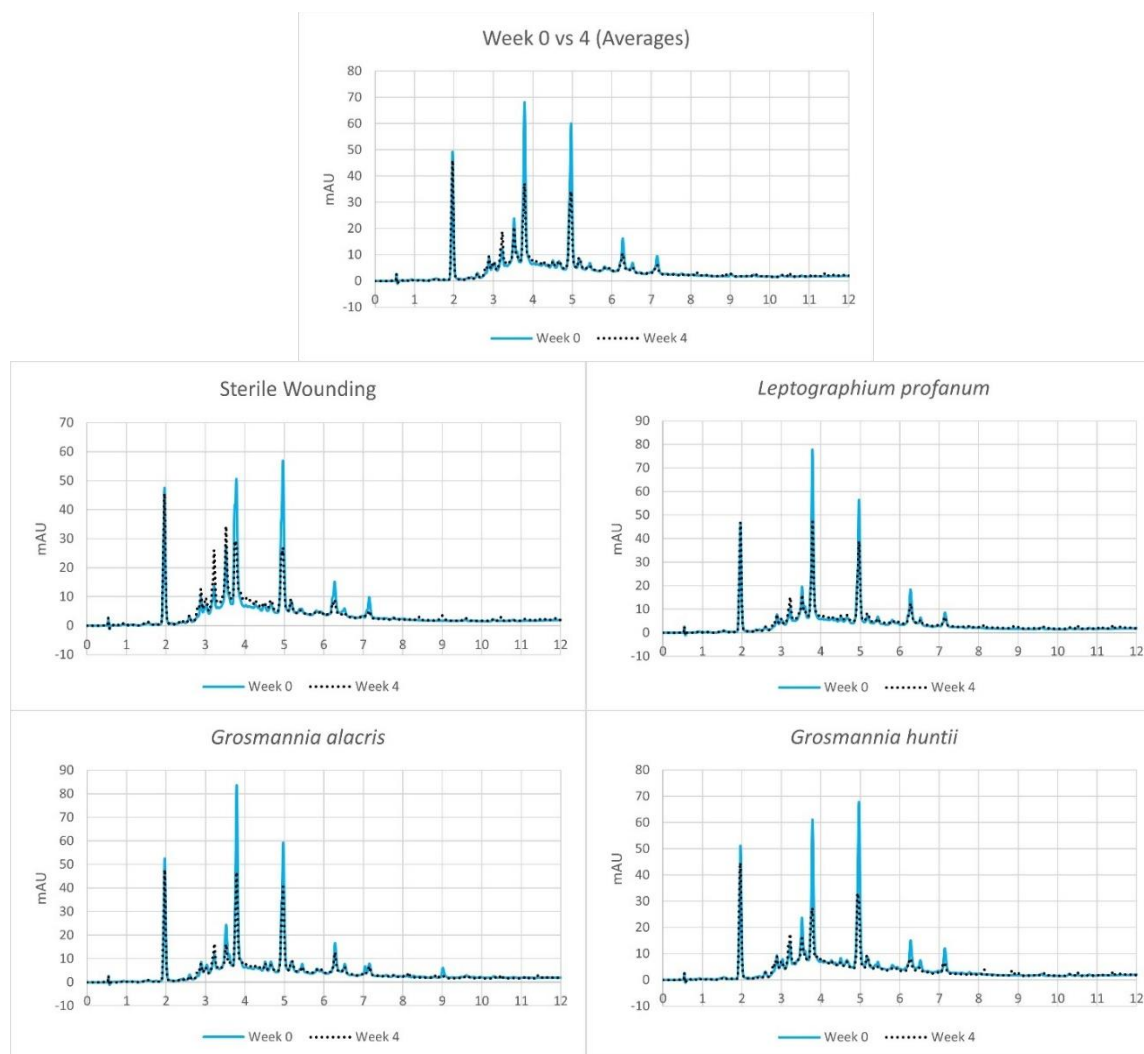 Week 0 vs 4 (Averages)
80
70
60
50
40
30
20
10
0
-10
mAU
0 1 2 3 4 5 6 7 8 9 10 11 12
Week 0 Week 4
Sterile Wounding
70
60
50
40
30
20
10
0
-10
mAU
0 1 2 3 4 5 6 7 8 9 10 11 12
Week 0 Week 4
Leptographium profanum
90
80
70
60
50
40
30
20
10
0
-10
mAU
0 1 2 3 4 5 6 7 8 9 10 11 12
Week 0 Week 4
Grosmannia alacris
90
80
70
60
50
40
30
20
10
0
-10
mAU
0 1 2 3 4 5 6 7 8 9 10 11 12
Week 0 Week 4
Grosmannia huntii
80
70
60
50
40
30
20
10
0
-10
mAU
0 1 2 3 4 5 6 7 8 9 10 11 12
Week 0 Week 4